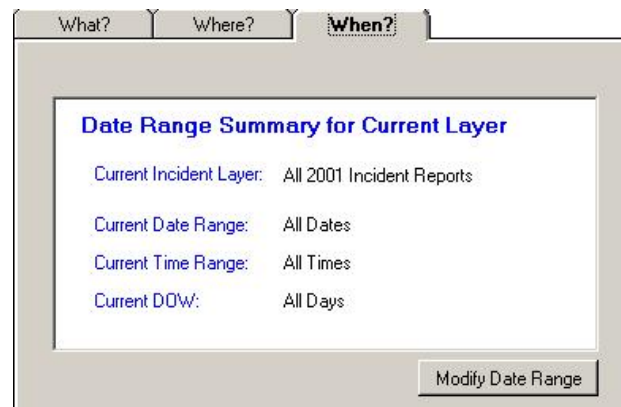 What? Where? When?
Date Range Summary for Current Layer
Current Incident Layer: All 2001 Incident Reports
Current Date Range: All Dates
Current Time Range: All Times
Current DOW: All Days
Modify Date Range